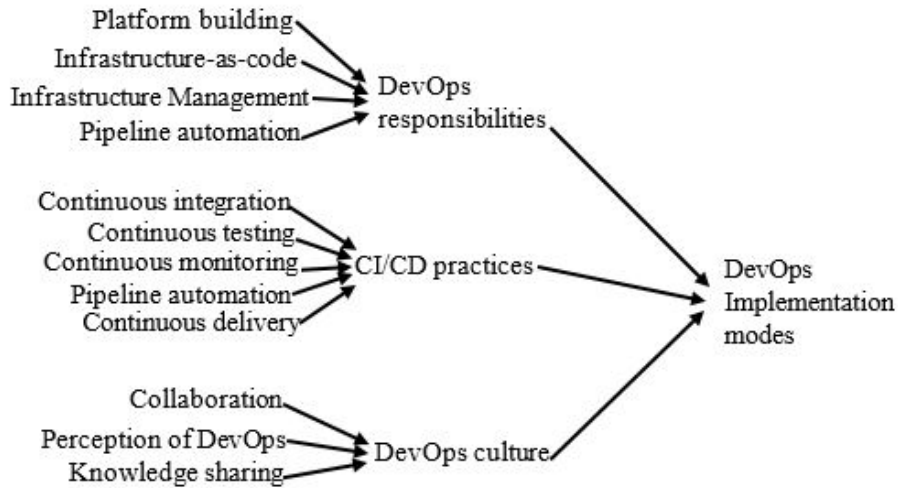 Platform building
Infrastructure-as-code
Infrastructure Management
Pipeline automation
DevOps
responsibilities
Continuous integration
Continuous testing
Continuous monitoring
Pipeline automation
Continuous delivery
CI/CD practices
Collaboration
Perception of DevOps
Knowledge sharing
DevOps culture
DevOps
Implementation
modes